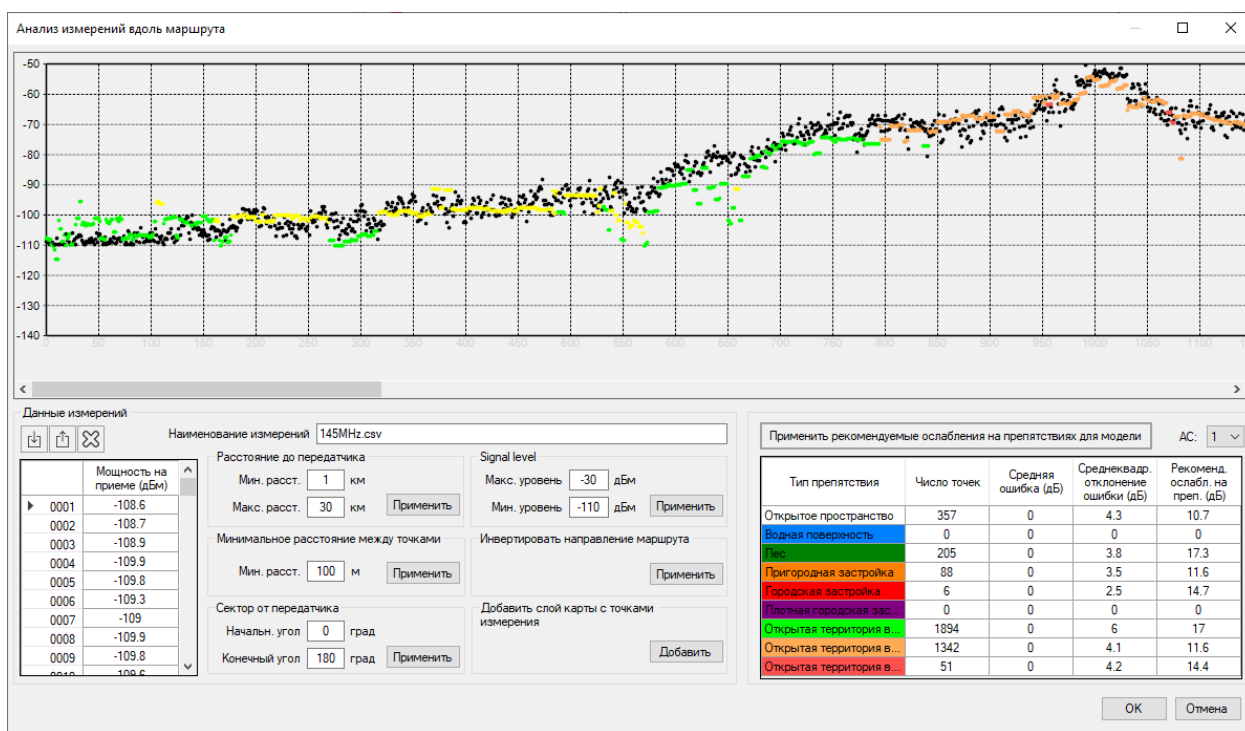 Анализ измерений вдоль маршрута
-50
-60
-70
-80
-90
-100
-110
-120
-130
-140
0 50 100 150 200 250 300 350 400 450 500 550 600 650 700 750 800 850 900 950 1000 1050 1100
Данные измерений
Наименование измерений 145MHz.csv
Мощность на приеме (дБм)
0001 -108.6
0002 -108.7
0003 -108.9
0004 -109.9
0005 -109.8
0006 -109.3
0007 -109
0008 -109.9
0009 -109.8
0010 -109.6
Расстояние до передатчика
Мин. расст. 1 км
Макс. расст. 30 км Применить
Минимальное расстояние между точками
Мин. расст. 100 м Применить
Сектор от передатчика
Начальн. угол 0 град
Конечный угол 180 град Применить
Signal level
Макс. уровень -30 дБм
Мин. уровень -110 дБм Применить
Инвертировать направление маршрута
Применить
Добавить слой карты с точками
измерения
Добавить
Применить рекомендуемые ослабления на препятствиях для модели АС: 1
Тип препятствия Число точек Средняя ошибка (дБ) Среднеквадр. отклонение ошибки (дБ) Рекоменд. ослабл. на преп. (дБ)
Открытое пространство 357 0 4.3 10.7
Водная поверхность 0 0 0 0
Лес 205 0 3.8 17.3
Пригородная застройка 88 0 3.5 11.6
Городская застройка 6 0 2.5 14.7
Плотная городская зас... 0 0 0 0
Открытая территория в... 1894 0 6 17
Открытая территория в... 1342 0 4.1 11.6
Открытая территория в... 51 0 4.2 14.4
OK Отмена